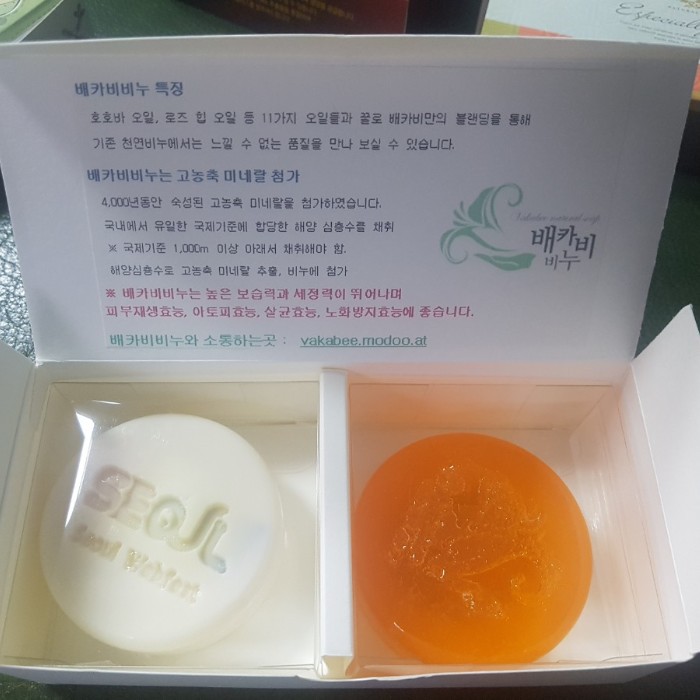 Especially
배카비비누 특징
호호바 오일, 로즈 힙 오일 등 11가지 오일들과 꿀로 배카비만의 블랜딩을 통해
기존 천연비누에서는 느낄 수 없는 품질을 만나 보실 수 있습니다.
배카비비누는 고농축 미네랄 첨가
4,000년동안 숙성된 고농축 미네랄을 첨가하였습니다.
국내에서 유일한 국제기준에 합당한 해양 심층수를 채취
※ 국제기준 1,000m 이상 아래서 채취해야 함.
해양심층수로 고농축 미네랄 추출, 비누에 첨가
※ 배카비비누는 높은 보습력과 세정력이 뛰어나며
피부재생효능, 아토피효능, 살균효능, 노화방지효능에 좋습니다.
배카비비누와 소통하는곳 : vakabee.modoo.at
Vakabe natural soap
배카비
비누
SEOUL
Seoul Webfest